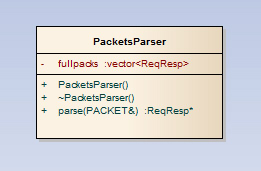 PacketsParser
- fullpacks :vector<ReqResp>
+ PacketsParser()
+ ~PacketsParser()
+ parse(PACKET&) :ReqResp*